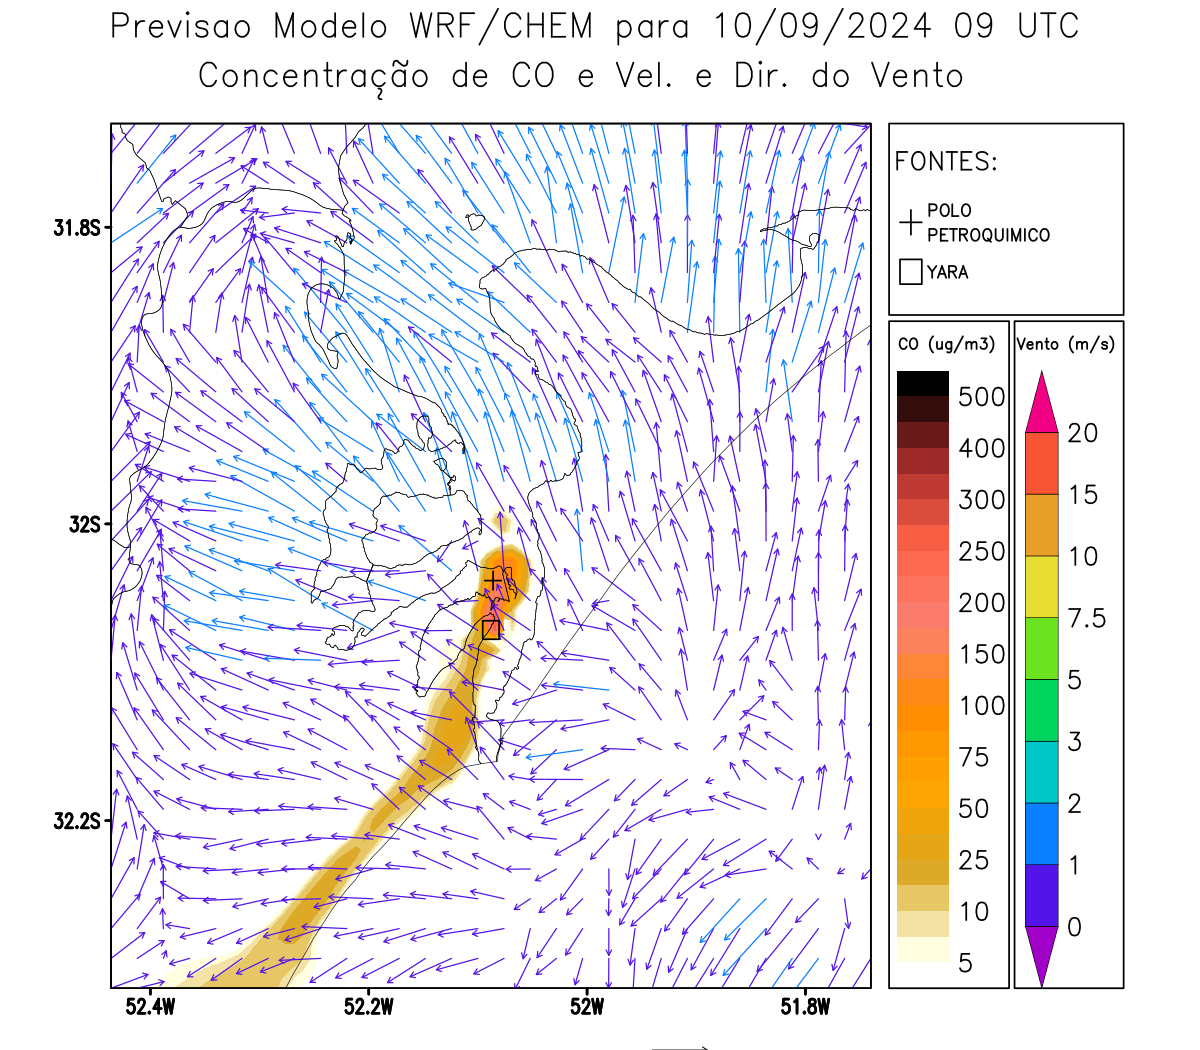 Previsao Modelo WRF/CHEM para 10/09/2024 09 UTC
Concentração de CO e Vel. e Dir. do Vento
FONTES:
POLO
PETROQUIMICO
YARA
CO (ug/m3)
500
400
300
250
200
150
100
75
50
25
10
5
Vento (m/s)
20
15
10
7.5
5
3
2
1
0
31.8S
32S
32.2S
52.4W
52.2W
52W
51.8W